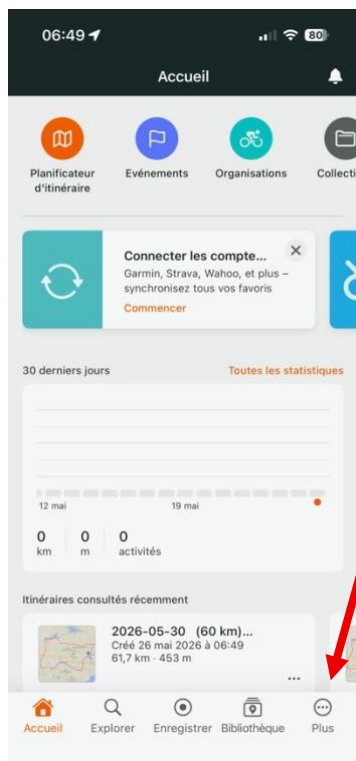 06:49
80
Accueil
Planificateur
d'itinéraire
Evénements
Organisations
Collecti
Connecter les compte...
Garmin, Strava, Wahoo, et plus –
synchronisez tous vos favoris
Commencer
30 derniers jours
Toutes les statistiques
12 mai
19 mai
0
km
0
m
0
activités
Itinéraires consultés récemment
2026-05-30 (60 km)...
Créé 26 mai 2026 à 06:49
61,7 km · 453 m
...
Accueil
Explorer
Enregistrer
Bibliothèque
Plus